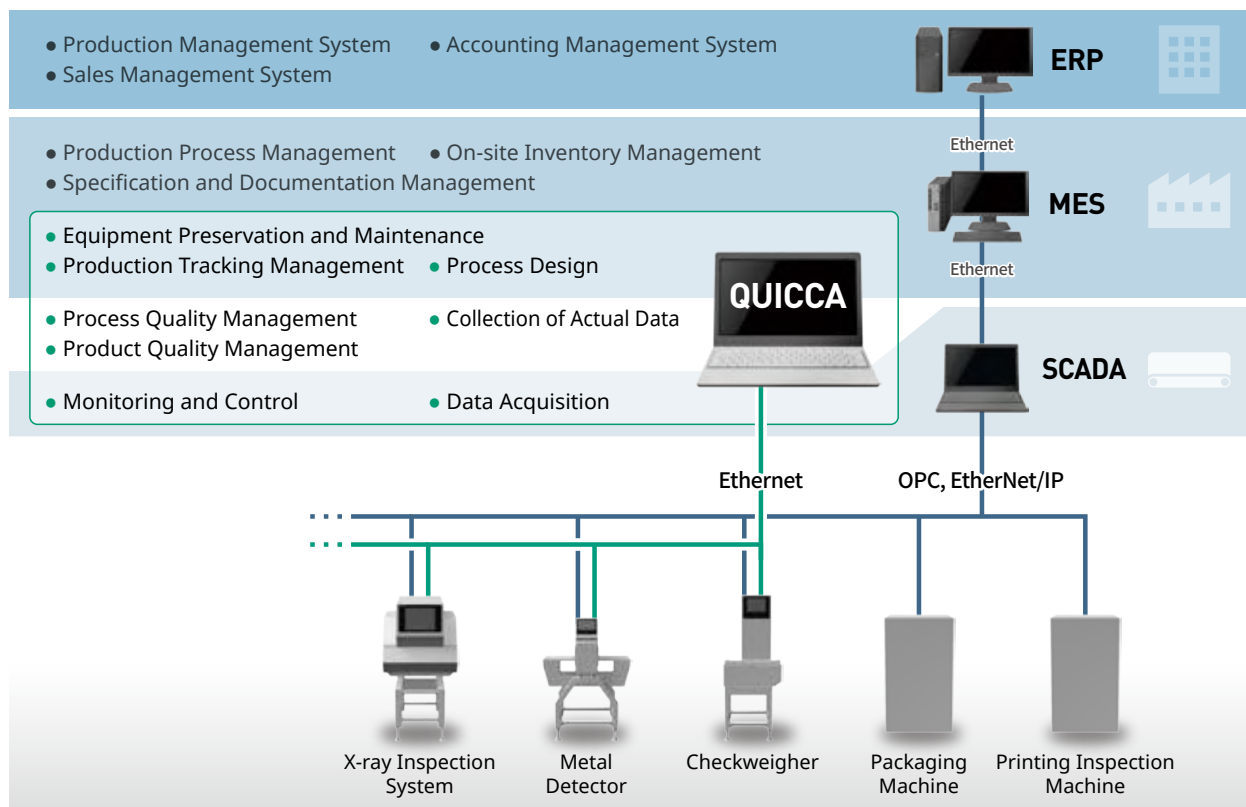 ● Production Management System ● Accounting Management System
● Sales Management System
ERP
Ethernet
● Production Process Management ● On-site Inventory Management
● Specification and Documentation Management
MES
Ethernet
● Equipment Preservation and Maintenance
● Production Tracking Management ● Process Design
QUICCA
● Process Quality Management ● Collection of Actual Data
● Product Quality Management
SCADA
● Monitoring and Control ● Data Acquisition
Ethernet
OPC, EtherNet/IP
X-ray Inspection
System
Metal
Detector
Checkweigher
Packaging
Machine
Printing Inspection
Machine